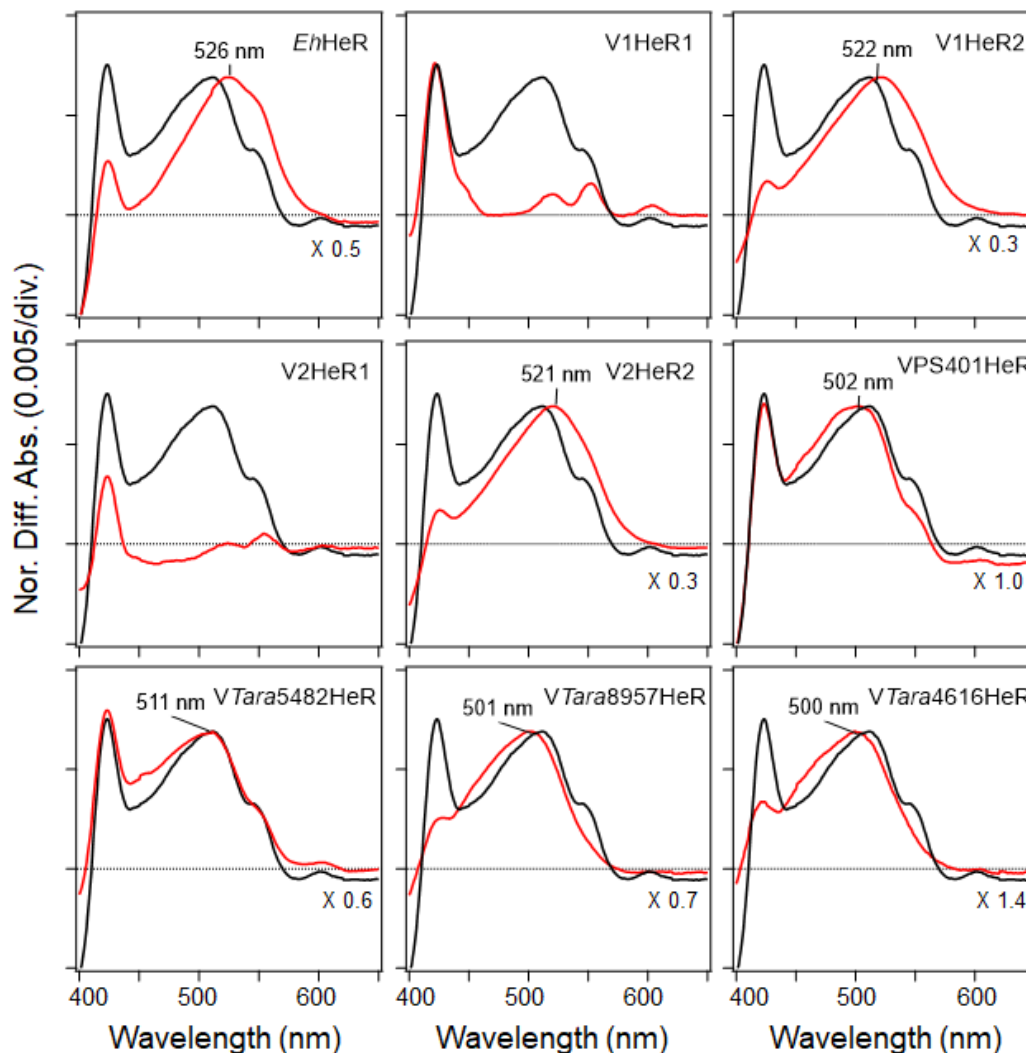 EhHeR
526 nm
X 0.5
V1HeR1
V1HeR2
522 nm
X 0.3
V2HeR1
V2HeR2
521 nm
X 0.3
VPS401HeR
502 nm
X 1.0
VTara5482HeR
511 nm
X 0.6
VTara8957HeR
501 nm
X 0.7
VTara4616HeR
500 nm
X 1.4
Nor. Diff. Abs. (0.005/div.)
400 500 600
400 500 600
400 500 600
Wavelength (nm)
Wavelength (nm)
Wavelength (nm)